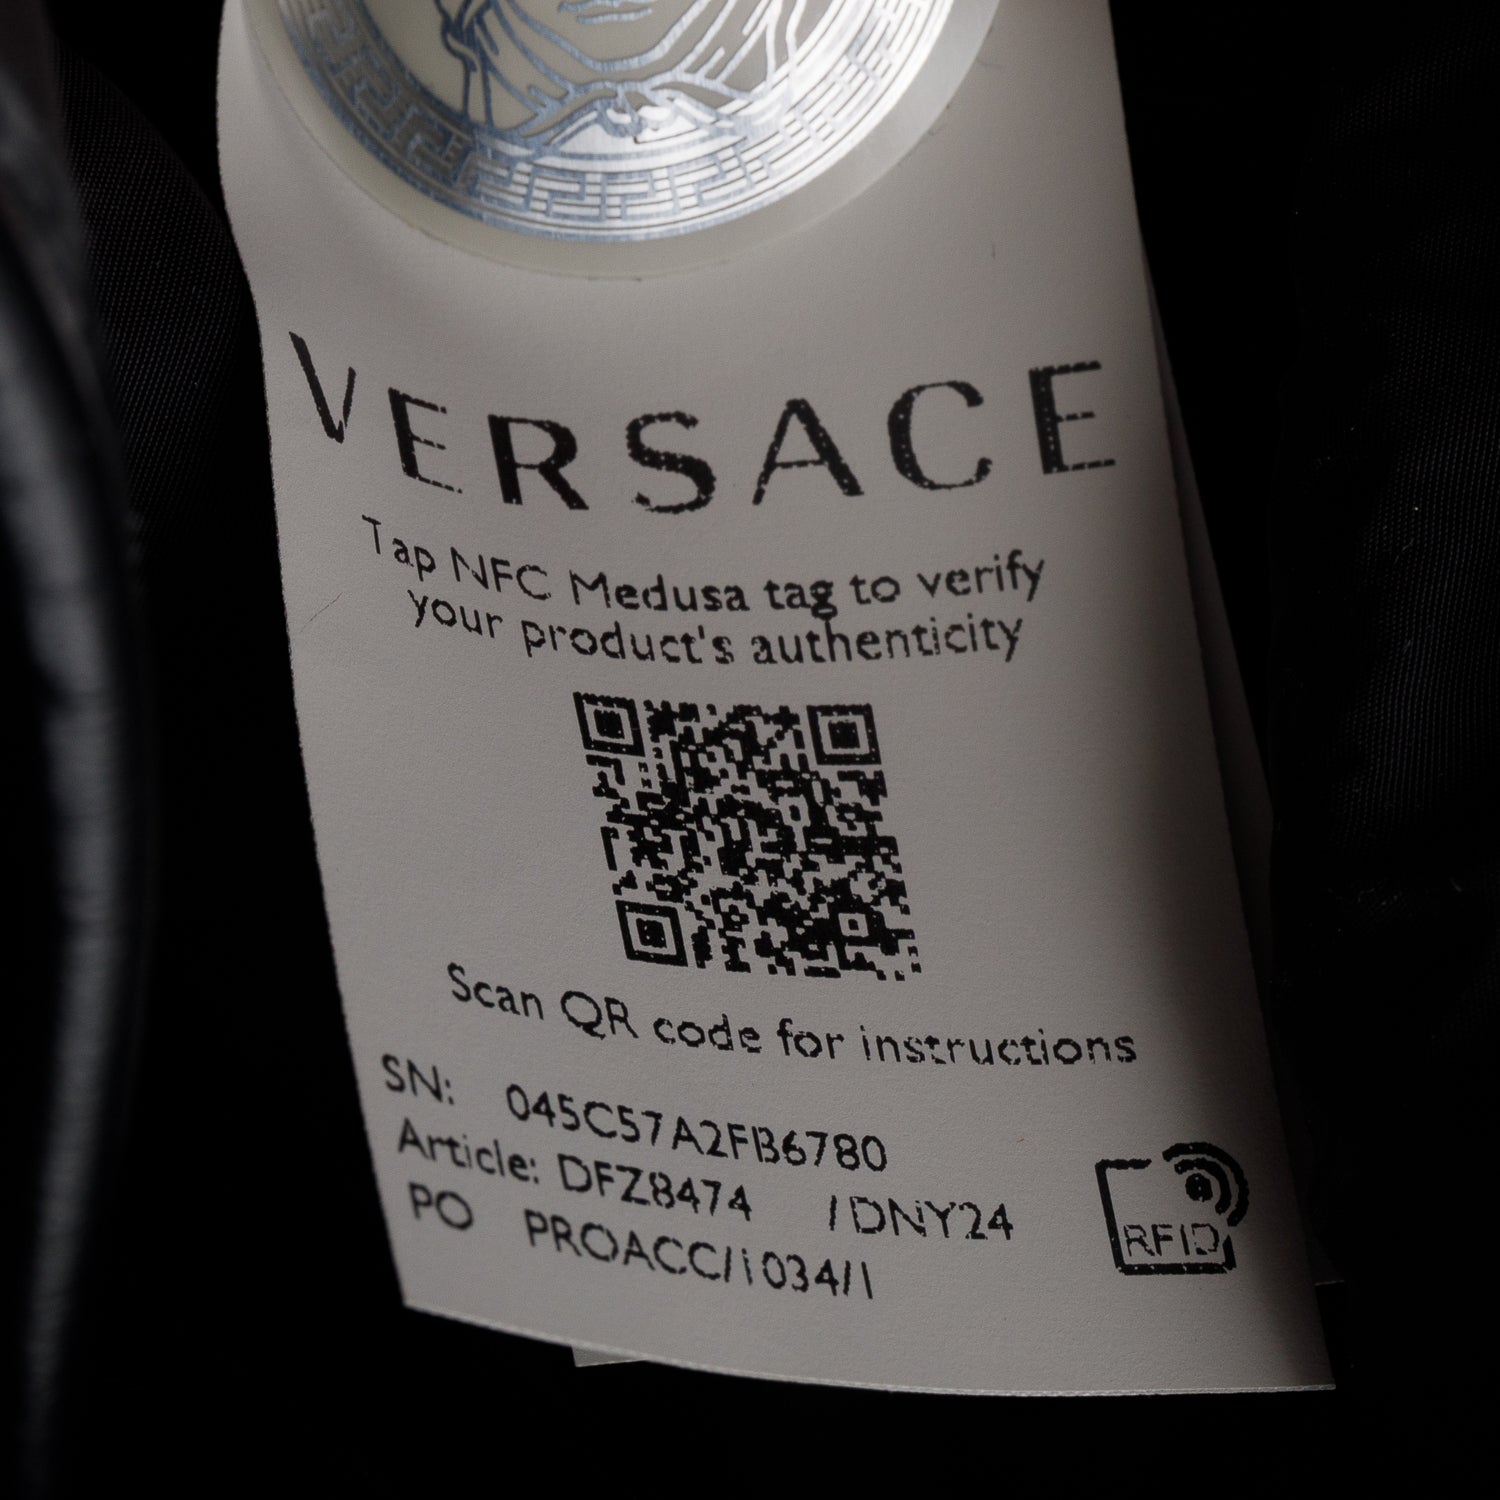 VERSACE
Tap NFC Medusa tag to verify
your product's authenticity
Scan QR code for instructions
SN: 045C57A2FB6780
Article: DFZ8474 /DNY24
PO PROACC/1034/1
RFID